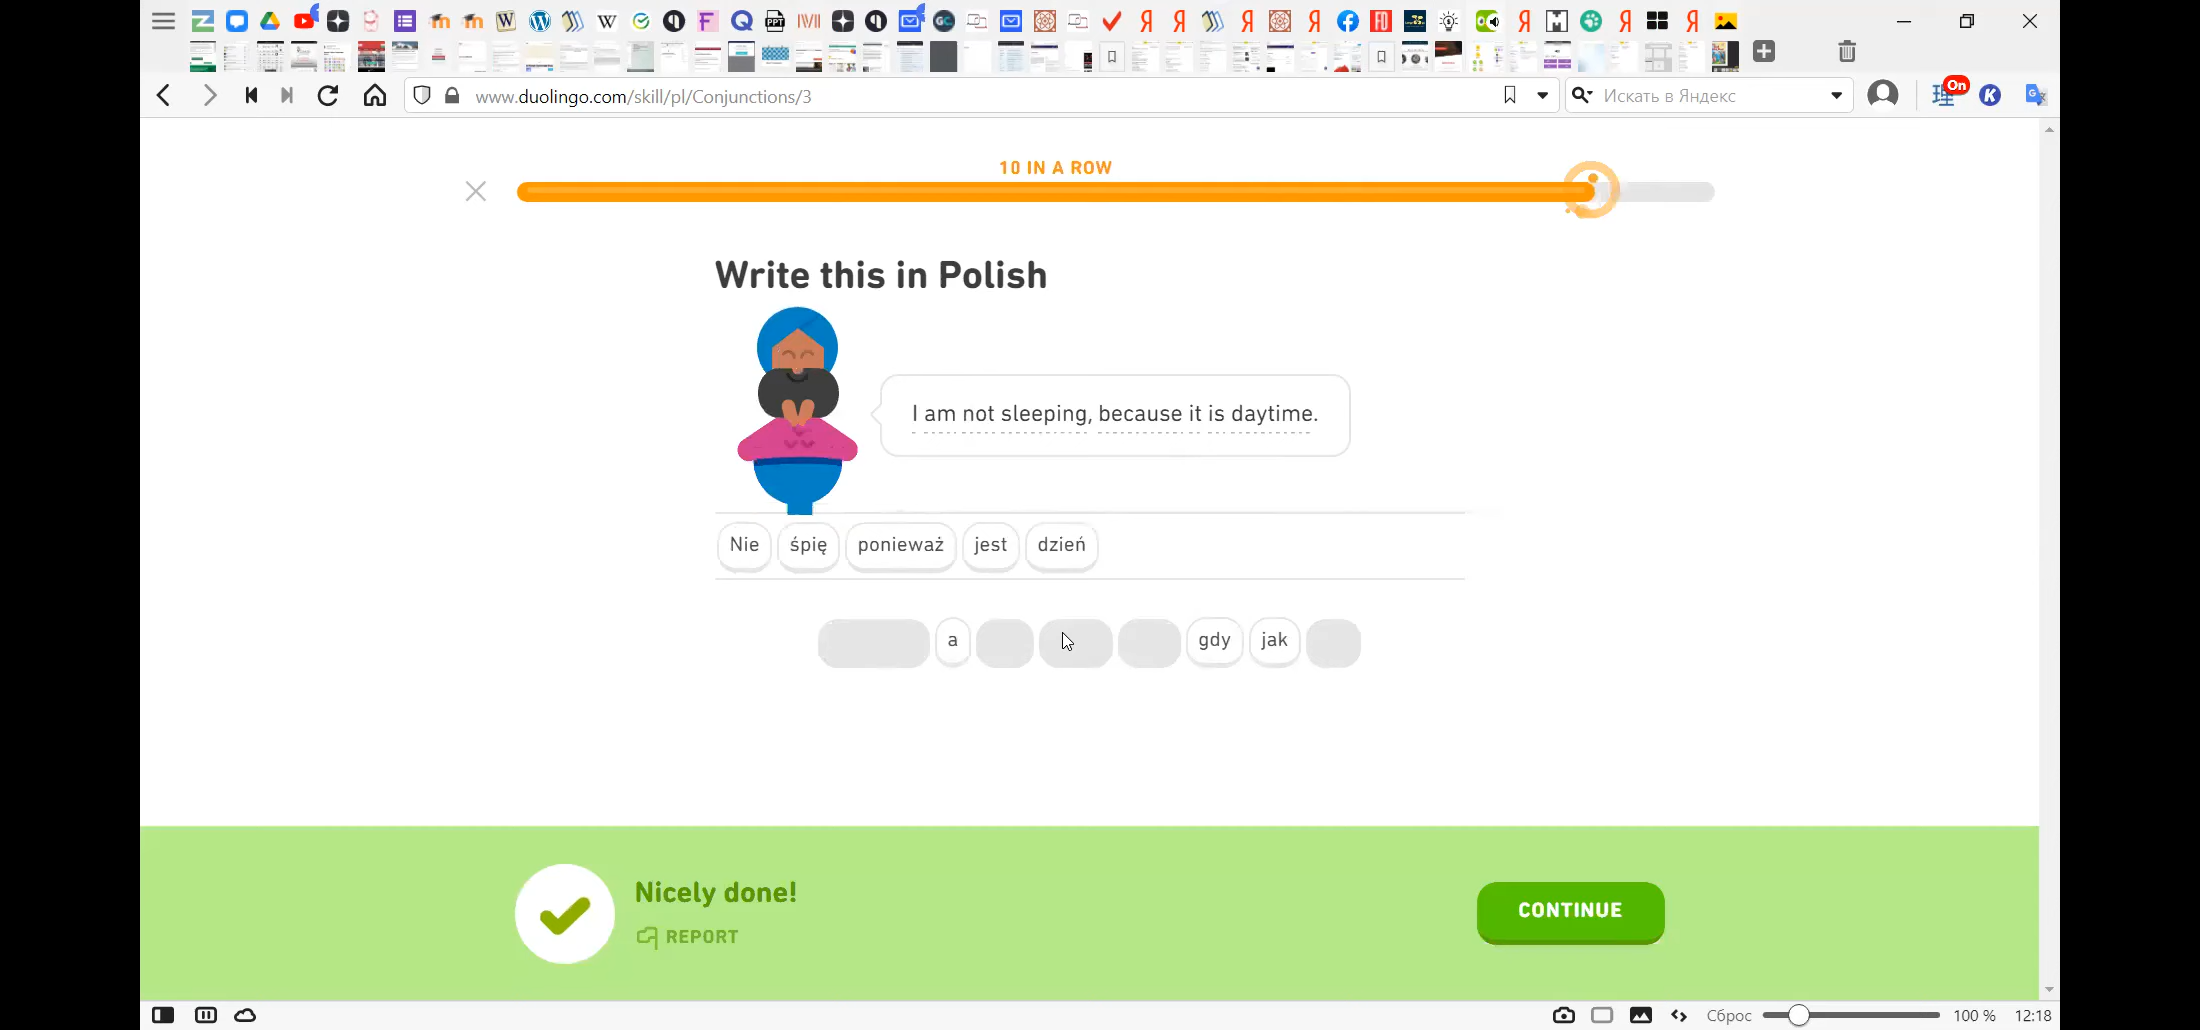 www.duolingo.com/skill/pl/Conjunctions/3
Искать в Яндекс
On
10 IN A ROW
Write this in Polish
I am not sleeping, because it is daytime.
Nie śpię ponieważ jest dzień
a gdy jak
Nicely done!
REPORT
CONTINUE
Сброс 100 % 12:18